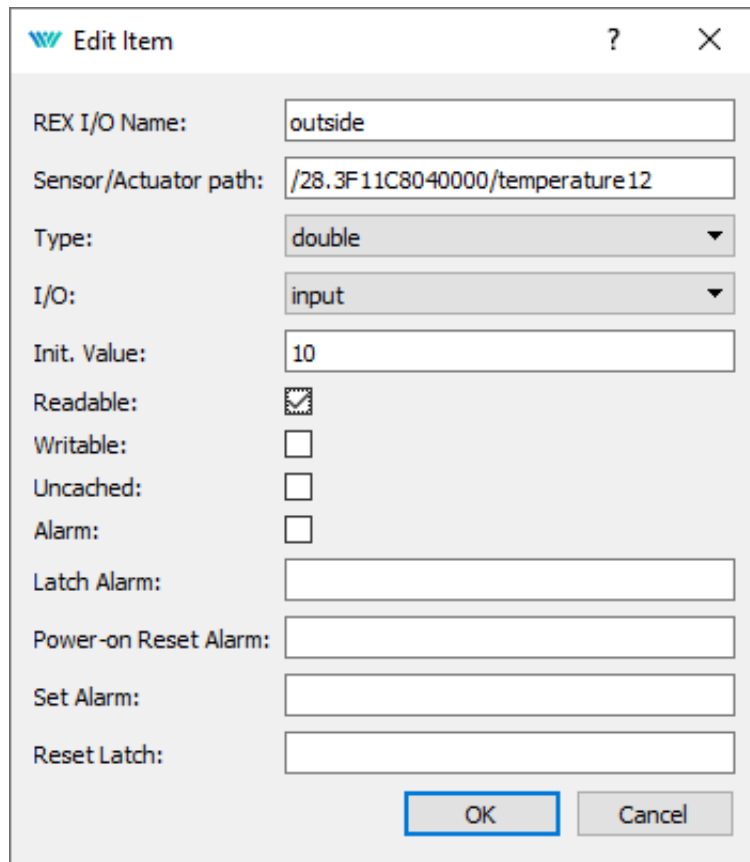 Edit Item ? X
REX I/O Name: outside
Sensor/Actuator path: /28.3F11C8040000/temperature12
Type: double
I/O: input
Init. Value: 10
Readable:
Writable:
Uncached:
Alarm:
Latch Alarm:
Power-on Reset Alarm:
Set Alarm:
Reset Latch:
OK Cancel